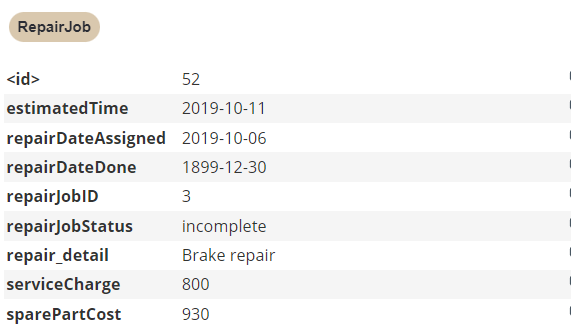 RepairJob
<id> 52
estimatedTime 2019-10-11
repairDateAssigned 2019-10-06
repairDateDone 1899-12-30
repairJobID 3
repairJobStatus incomplete
repair_detail Brake repair
serviceCharge 800
sparePartCost 930